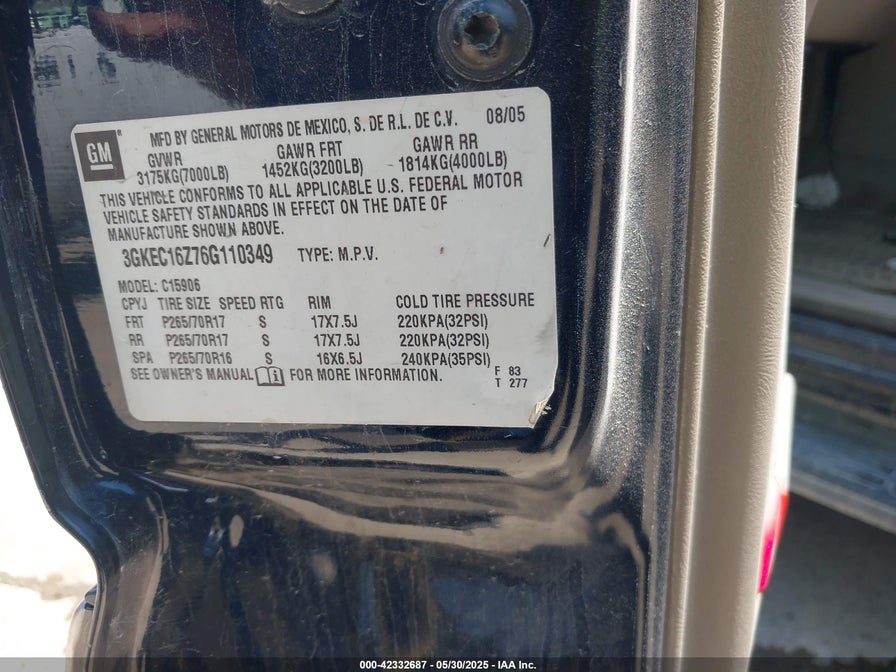 GM
MFD BY GENERAL MOTORS DE MEXICO, S. DE R.L. DE C.V. 08/05
GVWR GAWR FRT GAWR RR
3175KG(7000LB) 1452KG(3200LB) 1814KG(4000LB)
THIS VEHICLE CONFORMS TO ALL APPLICABLE U.S. FEDERAL MOTOR
VEHICLE SAFETY STANDARDS IN EFFECT ON THE DATE OF
MANUFACTURE SHOWN ABOVE.
3GKEC16Z76G110349 TYPE: M.P.V.
MODEL: C15906
CPYJ TIRE SIZE SPEED RTG RIM COLD TIRE PRESSURE
FRT P265/70R17 S 17X7.5J 220KPA(32PSI)
RR P265/70R17 S 17X7.5J 220KPA(32PSI)
SPA P265/70R16 S 16X6.5J 240KPA(35PSI)
SEE OWNER'S MANUAL i FOR MORE INFORMATION. F 83
T 277
000-42332687 - 05/30/2025 - IAA Inc.